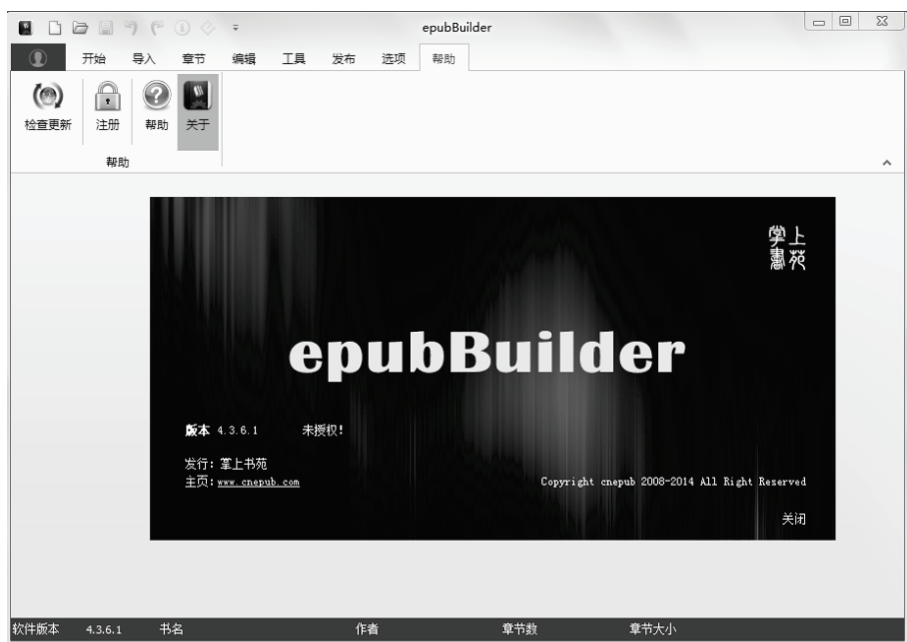 epubBuilder
开始 导入 章节 编辑 工具 发布 选项 帮助
检查更新 注册 帮助 关于
帮助
掌上書苑
epubBuilder
版本 4.3.6.1 未授权!
发行: 掌上书苑
主页: www.cnepub.com
Copyright cnepub 2008-2014 All Right Reserved
关闭
软件版本 4.3.6.1 书名 作者 章节数 章节大小